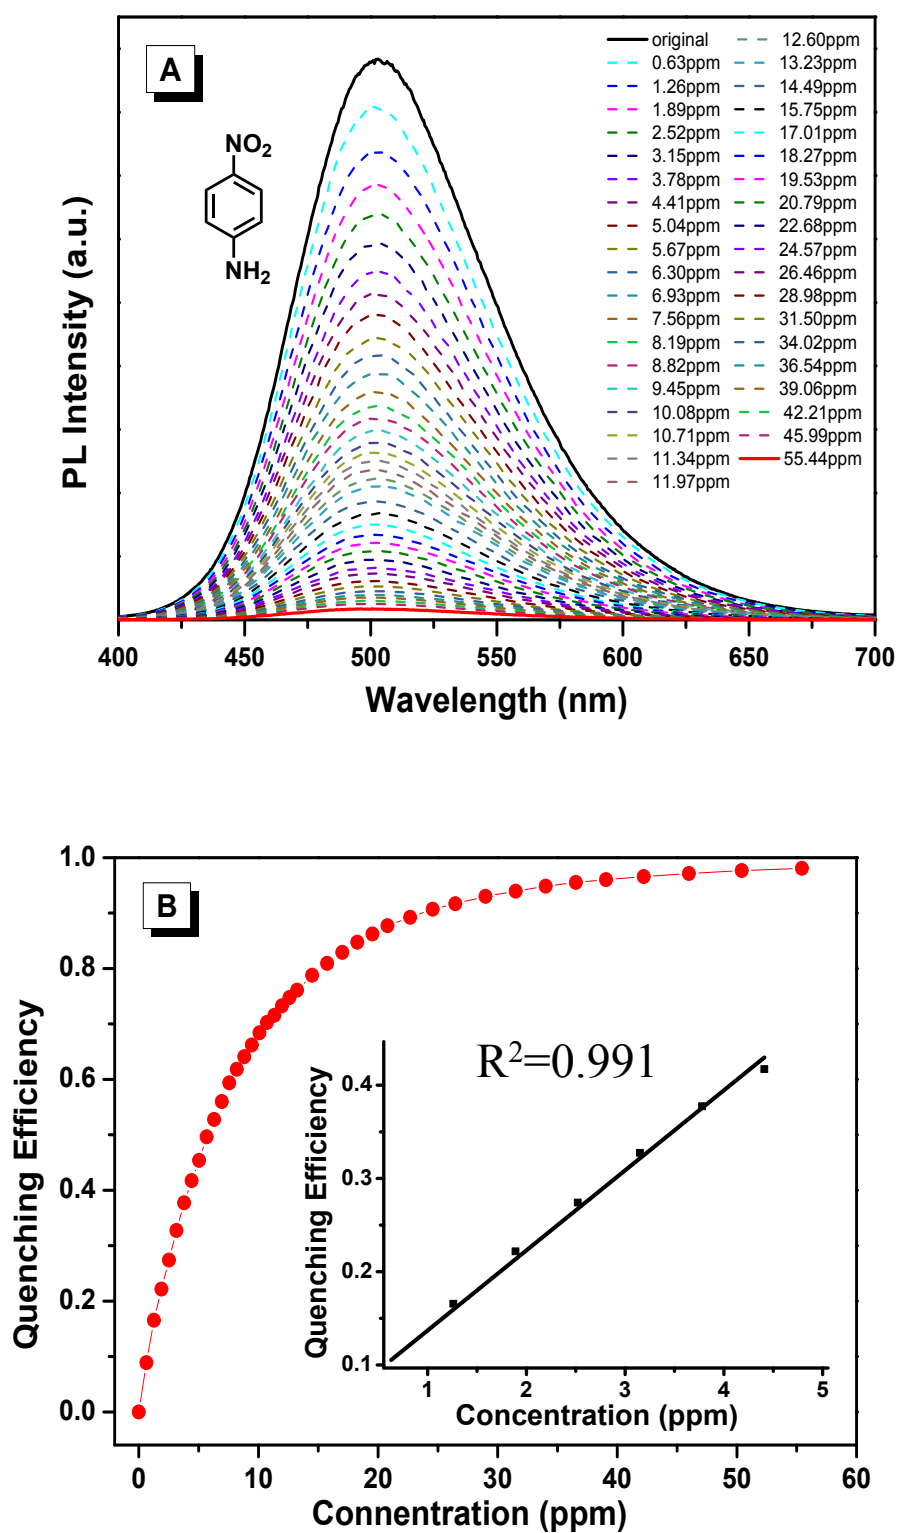 A
NO2
NH2
original
12.60ppm
0.63ppm
13.23ppm
1.26ppm
14.49ppm
1.89ppm
15.75ppm
2.52ppm
17.01ppm
3.15ppm
18.27ppm
3.78ppm
19.53ppm
4.41ppm
20.79ppm
5.04ppm
22.68ppm
5.67ppm
24.57ppm
6.30ppm
26.46ppm
6.93ppm
28.98ppm
7.56ppm
31.50ppm
8.19ppm
34.02ppm
8.82ppm
36.54ppm
9.45ppm
39.06ppm
10.08ppm
42.21ppm
10.71ppm
45.99ppm
11.34ppm
55.44ppm
11.97ppm
PL Intensity (a.u.)
400 450 500 550 600 650 700
Wavelength (nm)
B
1.0
0.8
0.6
0.4
0.2
0.0
Quenching Efficiency
R2=0.991
0.4
0.3
0.2
0.1
Quenching Efficiency
1 2 3 4 5
Concentration (ppm)
0 10 20 30 40 50 60
Connentration (ppm)